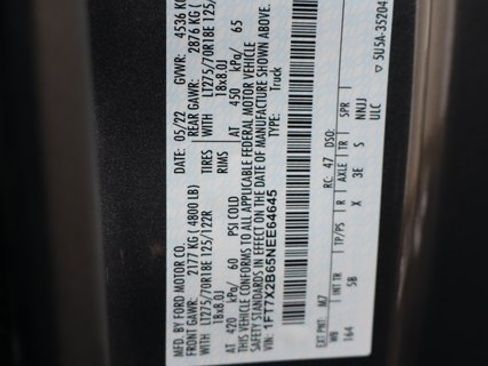 MFD. BY FORD MOTOR CO. DATE: 05/22 GVWR: 4536 K
FRONT GAWR: 2177 KG ( 4800 LB) REAR GAWR: 2876 KG (
LT275/70R18E 125/122R TIRES WITH LT275/70R18E 125/
18x8.0J RIMS 18x8.0J
AT 420 kPa/ 60 PSI COLD AT 450 kPa/ 65
THIS VEHICLE CONFORMS TO ALL APPLICABLE FEDERAL MOTOR VEHICLE
SAFETY STANDARDS IN EFFECT ON THE DATE OF MANUFACTURE SHOWN ABOVE
VIN: 1FT7X2B65NEE64645 TYPE: Truck
EXT PNT: M7 RC: 47 DSO:
WB INT TR TP/PS R AXLE TR SPR
164 5B X 3E S NNJJ
ULC 5U5A-35204